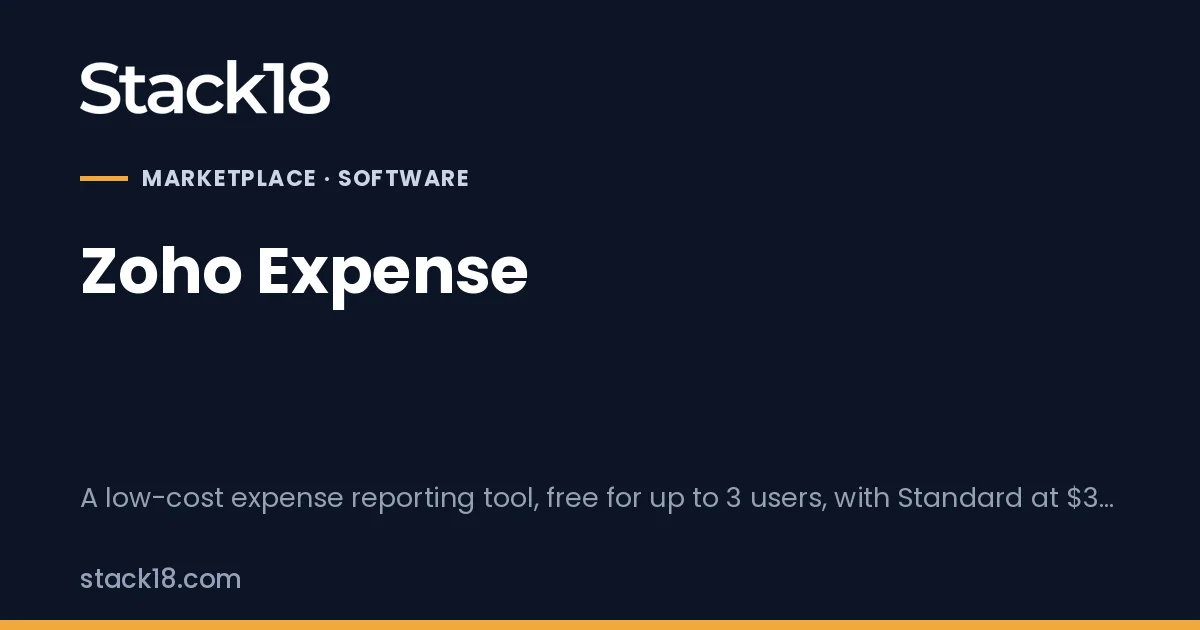 Stack18
MARKETPLACE · SOFTWARE
Zoho Expense
A low-cost expense reporting tool, free for up to 3 users, with Standard at $3…
stack18.com